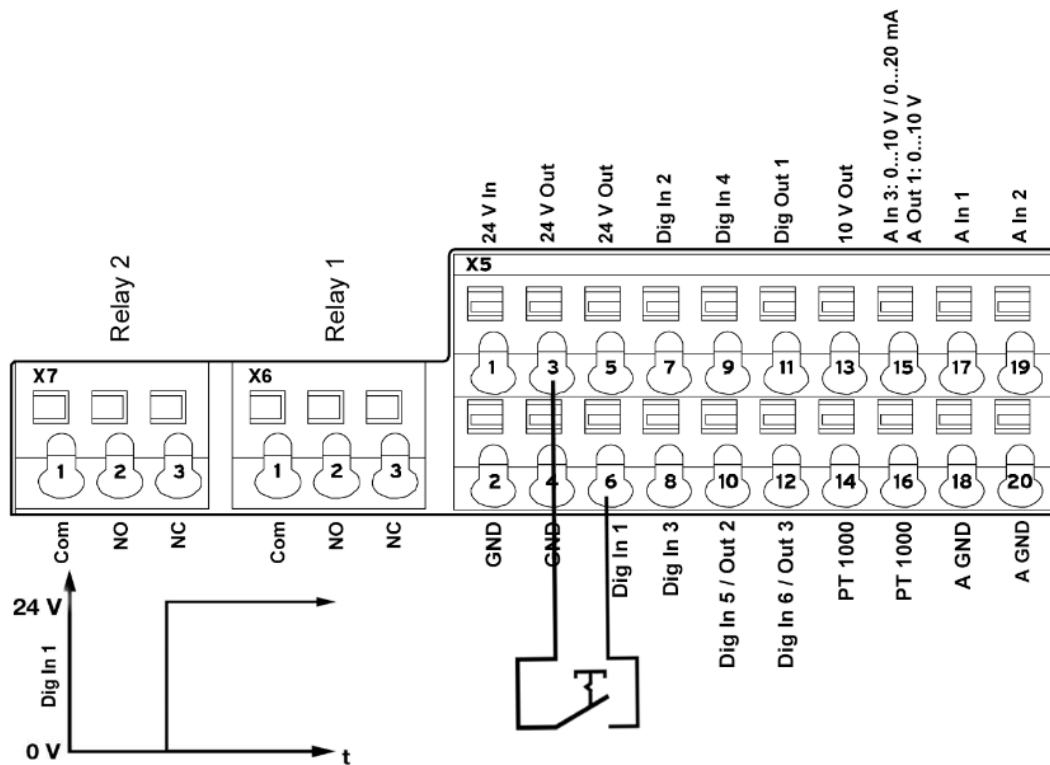 24 V In
24 V Out
24 V Out
Dig In 2
Dig In 4
Dig Out 1
10 V Out
A In 3: 0...10 V / 0...20 mA
A Out 1: 0...10 V
A In 1
A In 2
Relay 2
Relay 1
X5
1 3 5 7 9 11 13 15 17 19
X7
X6
1 2 3
1 2 3
2 4 6 8 10 12 14 16 18 20
Com
NO
NC
Com
NO
NC
GND
GND
Dig In 1
Dig In 3
Dig In 5 / Out 2
Dig In 6 / Out 3
PT 1000
PT 1000
A GND
A GND
24 V
Dig In 1
0 V
t